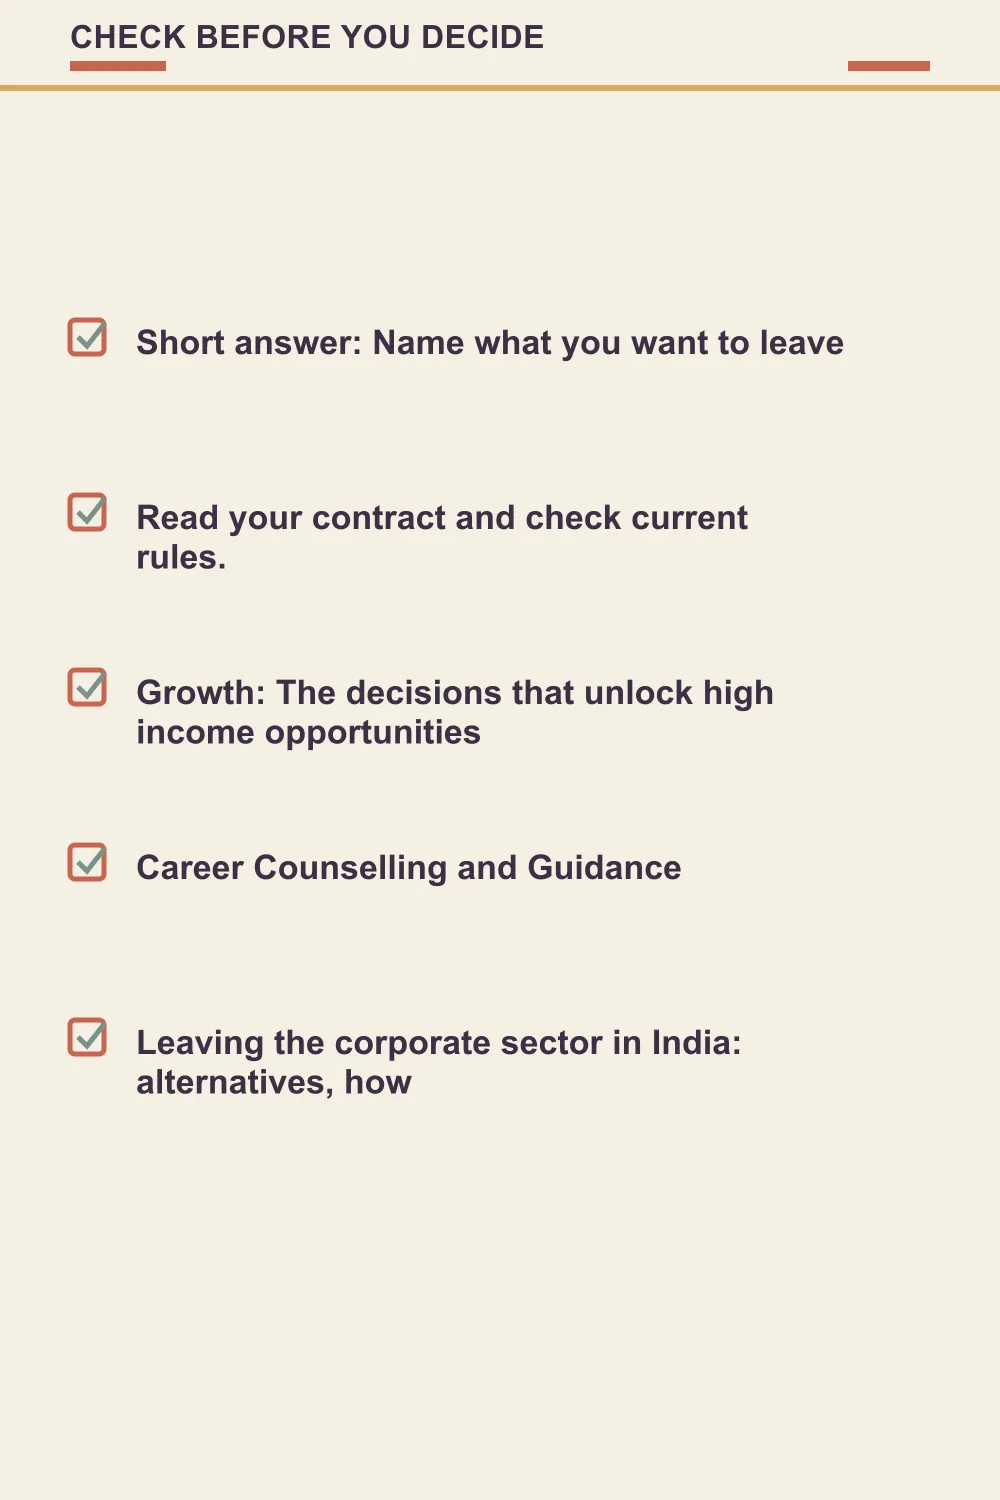 CHECK BEFORE YOU DECIDE
Short answer: Name what you want to leave
Read your contract and check current
rules.
Growth: The decisions that unlock high
income opportunities
Career Counselling and Guidance
Leaving the corporate sector in India:
alternatives, how